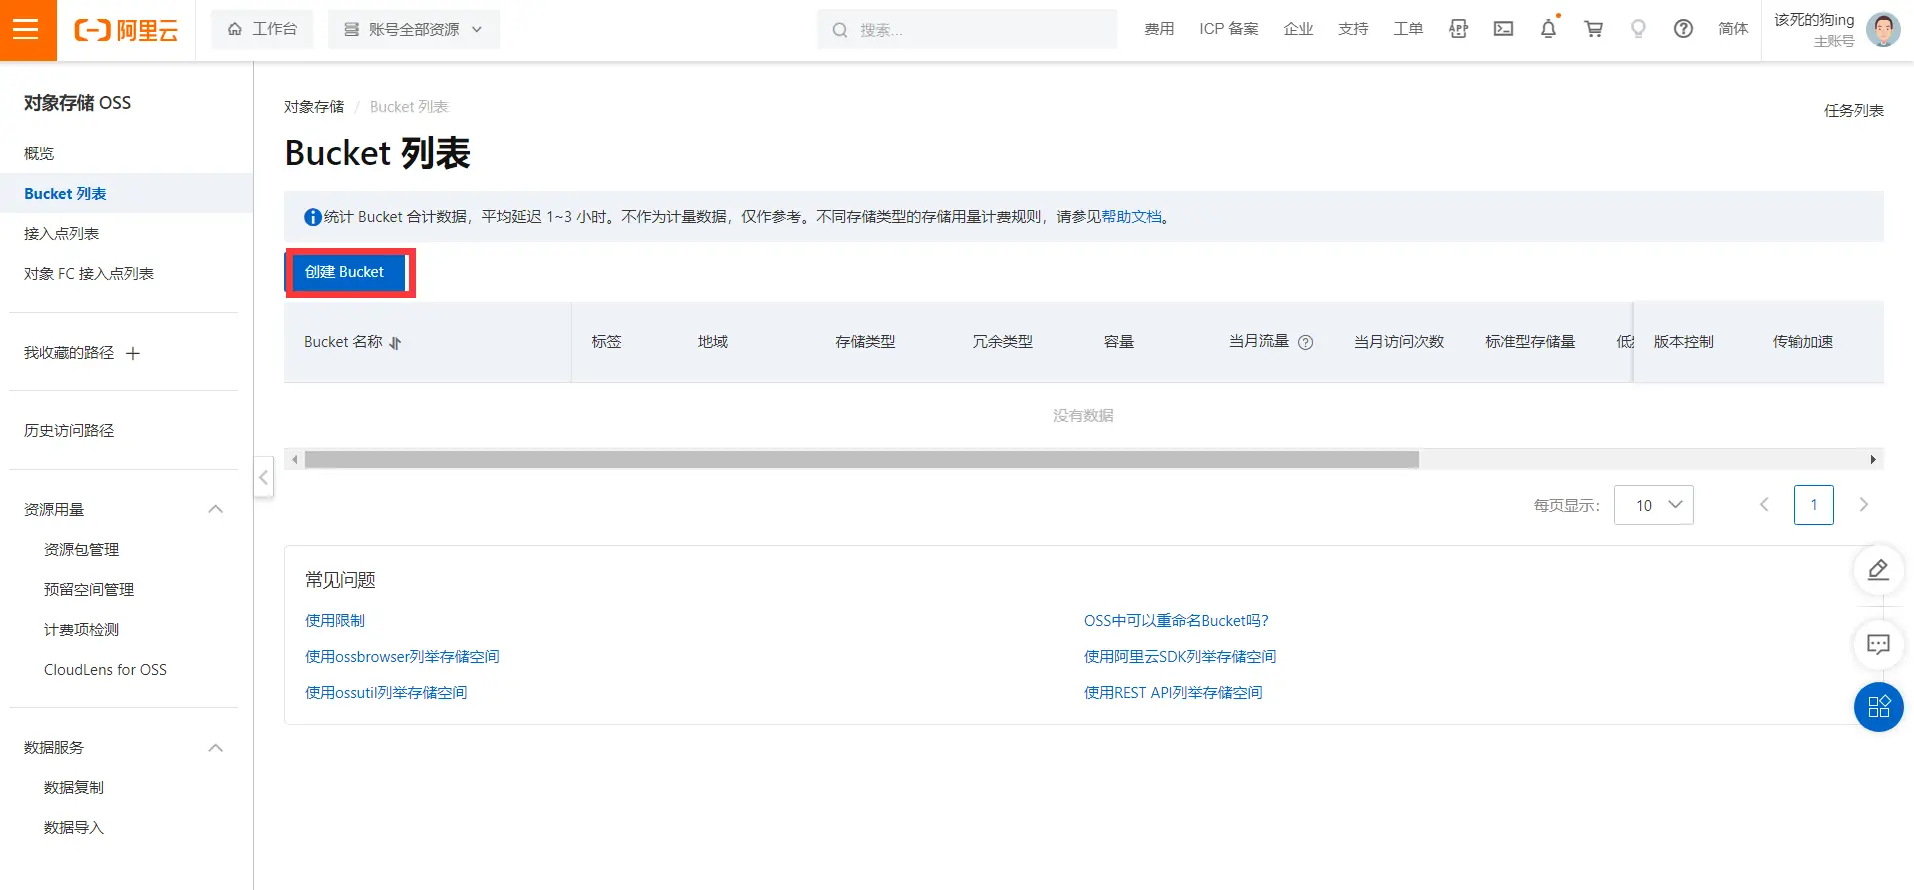 阿里云
工作台
账号全部资源
搜索...
费用
ICP 备案
企业
支持
工单
APP
简体
该死的狗ing
主账号
对象存储 OSS
概览
Bucket 列表
接入点列表
对象 FC 接入点列表
我收藏的路径
历史访问路径
资源用量
资源包管理
预留空间管理
计费项检测
CloudLens for OSS
数据服务
数据复制
数据导入
对象存储 / Bucket 列表
任务列表
Bucket 列表
统计 Bucket 合计数据，平均延迟 1~3 小时。不作为计量数据，仅作参考。不同存储类型的存储用量计费规则，请参见帮助文档。
创建 Bucket
Bucket 名称 标签 地域 存储类型 冗余类型 容量 当月流量 当月访问次数 标准型存储量 低 版本控制 传输加速
没有数据
每页显示： 10 1
常见问题
使用限制
OSS中可以重命名Bucket吗?
使用ossbrowser列举存储空间
使用阿里云SDK列举存储空间
使用ossutil列举存储空间
使用REST API列举存储空间